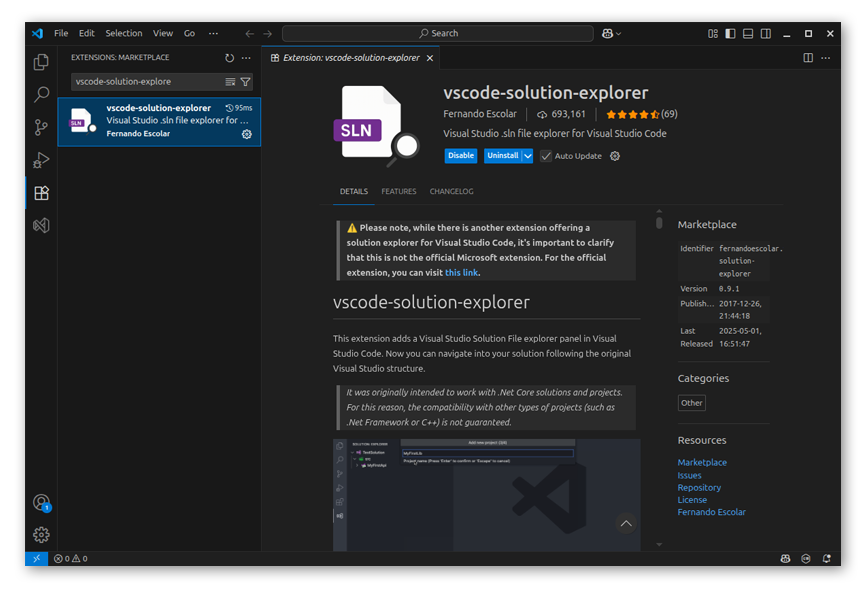 File Edit Selection View Go ···
Search
EXTENSIONS: MARKETPLACE
vscode-solution-explore
vscode-solution-explorer 95ms
Visual Studio .sln file explorer for ...
Fernando Escolar
SLN
Extension: vscode-solution-explorer
SLN
vscode-solution-explorer
Fernando Escolar 693,161 (69)
Visual Studio .sln file explorer for Visual Studio Code
Disable Uninstall Auto Update
DETAILS FEATURES CHANGELOG
⚠ Please note, while there is another extension offering a
solution explorer for Visual Studio Code, it's important to clarify
that this is not the official Microsoft extension. For the official
extension, you can visit this link.
vscode-solution-explorer
This extension adds a Visual Studio Solution File explorer panel in Visual
Studio Code. Now you can navigate into your solution following the original
Visual Studio structure.
It was originally intended to work with .Net Core solutions and projects.
For this reason, the compatibility with other types of projects (such as
.Net Framework or C++) is not guaranteed.
SOLUTION EXPLORER
TestSolution
src
MyFirstApi
Add new project (3/4)
MyFirstLib
Project name (Press 'Enter' to confirm or 'Escape' to cancel)
Marketplace
Identifier fernandoescolar.
solution-
explorer
Version 0.9.1
Publish... 2017-12-26,
21:44:18
Last 2025-05-01,
Released 16:51:47
Categories
Other
Resources
Marketplace
Issues
Repository
License
Fernando Escolar
1
0 0